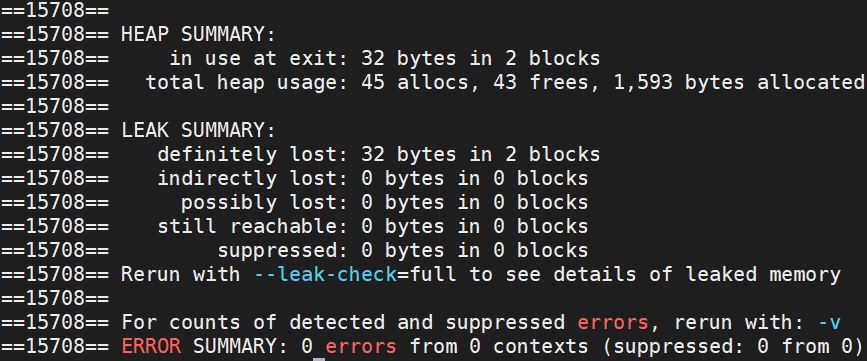 ==15708==
==15708== HEAP SUMMARY:
==15708==     in use at exit: 32 bytes in 2 blocks
==15708==   total heap usage: 45 allocs, 43 frees, 1,593 bytes allocated
==15708==
==15708== LEAK SUMMARY:
==15708==    definitely lost: 32 bytes in 2 blocks
==15708==    indirectly lost: 0 bytes in 0 blocks
==15708==      possibly lost: 0 bytes in 0 blocks
==15708==    still reachable: 0 bytes in 0 blocks
==15708==         suppressed: 0 bytes in 0 blocks
==15708== Rerun with --leak-check=full to see details of leaked memory
==15708==
==15708== For counts of detected and suppressed errors, rerun with: -v
==15708== ERROR SUMMARY: 0 errors from 0 contexts (suppressed: 0 from 0)